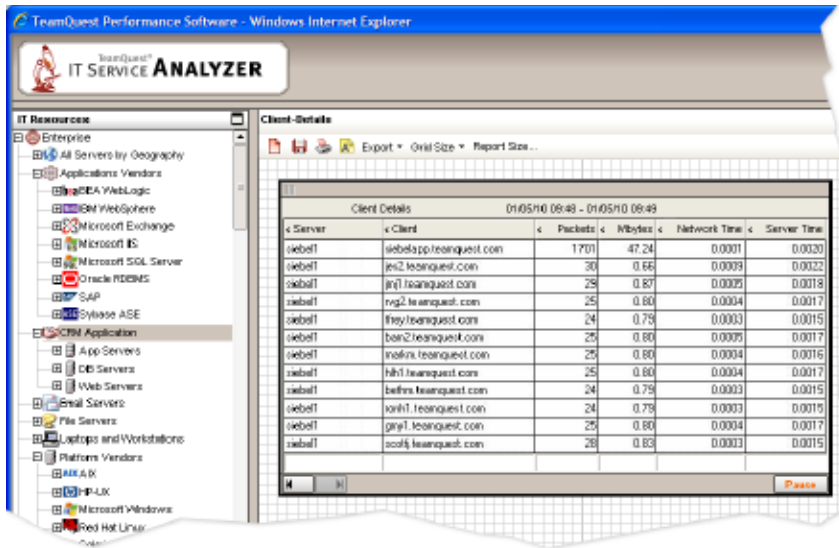 TeamQuest Performance Software - Windows Internet Explorer
TeamQuest®
IT SERVICE ANALYZER
IT Resources
Enterprise
All Servers by Geography
Applications Vendors
BEA WebLogic
IBM WebSphere
Microsoft Exchange
Microsoft IIS
Microsoft SQL Server
Oracle RDBMS
SAP
Sybase ASE
CRM Application
App Servers
DB Servers
Web Servers
Email Servers
File Servers
Laptops and Workstations
Platform Vendors
AIX AIX
HP-UX
Microsoft Windows
Red Hat Linux
Client-Details
Export Grid Size Report Size...
Client Details 01/05/10 09:48 - 01/05/10 09:49
< Server < Client < Packets < Mbytes < Network Time < Server Time
siebel1 siebelapp.teamquest.com 1701 47.24 0.0001 0.0020
siebel1 jes2.teamquest.com 30 0.66 0.0009 0.0022
siebel1 jmj1.teamquest.com 29 0.87 0.0005 0.0018
siebel1 rvg2.teamquest.com 25 0.80 0.0004 0.0017
siebel1 .teamquest.com 24 0.79 0.0003 0.0015
siebel1 bam2.teamquest.com 25 0.80 0.0005 0.0017
siebel1 markm.teamquest.com 25 0.80 0.0004 0.0016
siebel1 hlh1.teamquest.com 25 0.80 0.0004 0.0017
siebel1 bethm.teamquest.com 24 0.79 0.0003 0.0015
siebel1 ronh1.teamquest.com 24 0.79 0.0003 0.0015
siebel1 gmy1.teamquest.com 25 0.80 0.0004 0.0017
siebel1 scottj.teamquest.com 28 0.83 0.0003 0.0015
Pause